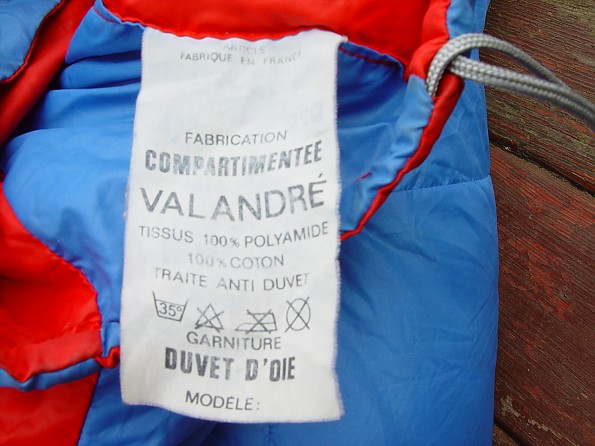 ARTICLE
FABRIQUE EN FRANCE
FABRICATION
COMPARTIMENTEE
VALANDRÉ
TISSUS 100% POLYAMIDE
100% COTON
TRAITE ANTI DUVET
35°
GARNITURE
DUVET D'OIE
MODÈLE: